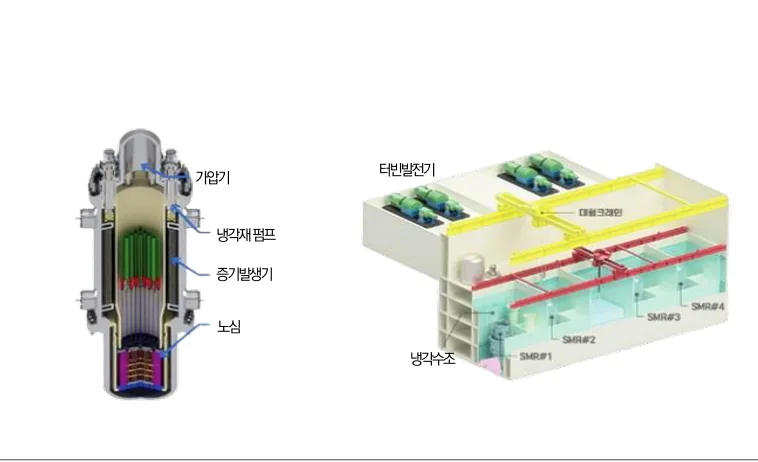 가압기
냉각재 펌프
증기발생기
노심
터빈발전기
대형크레인
SMR#4
SMR#3
SMR#2
SMR#1
냉각수조